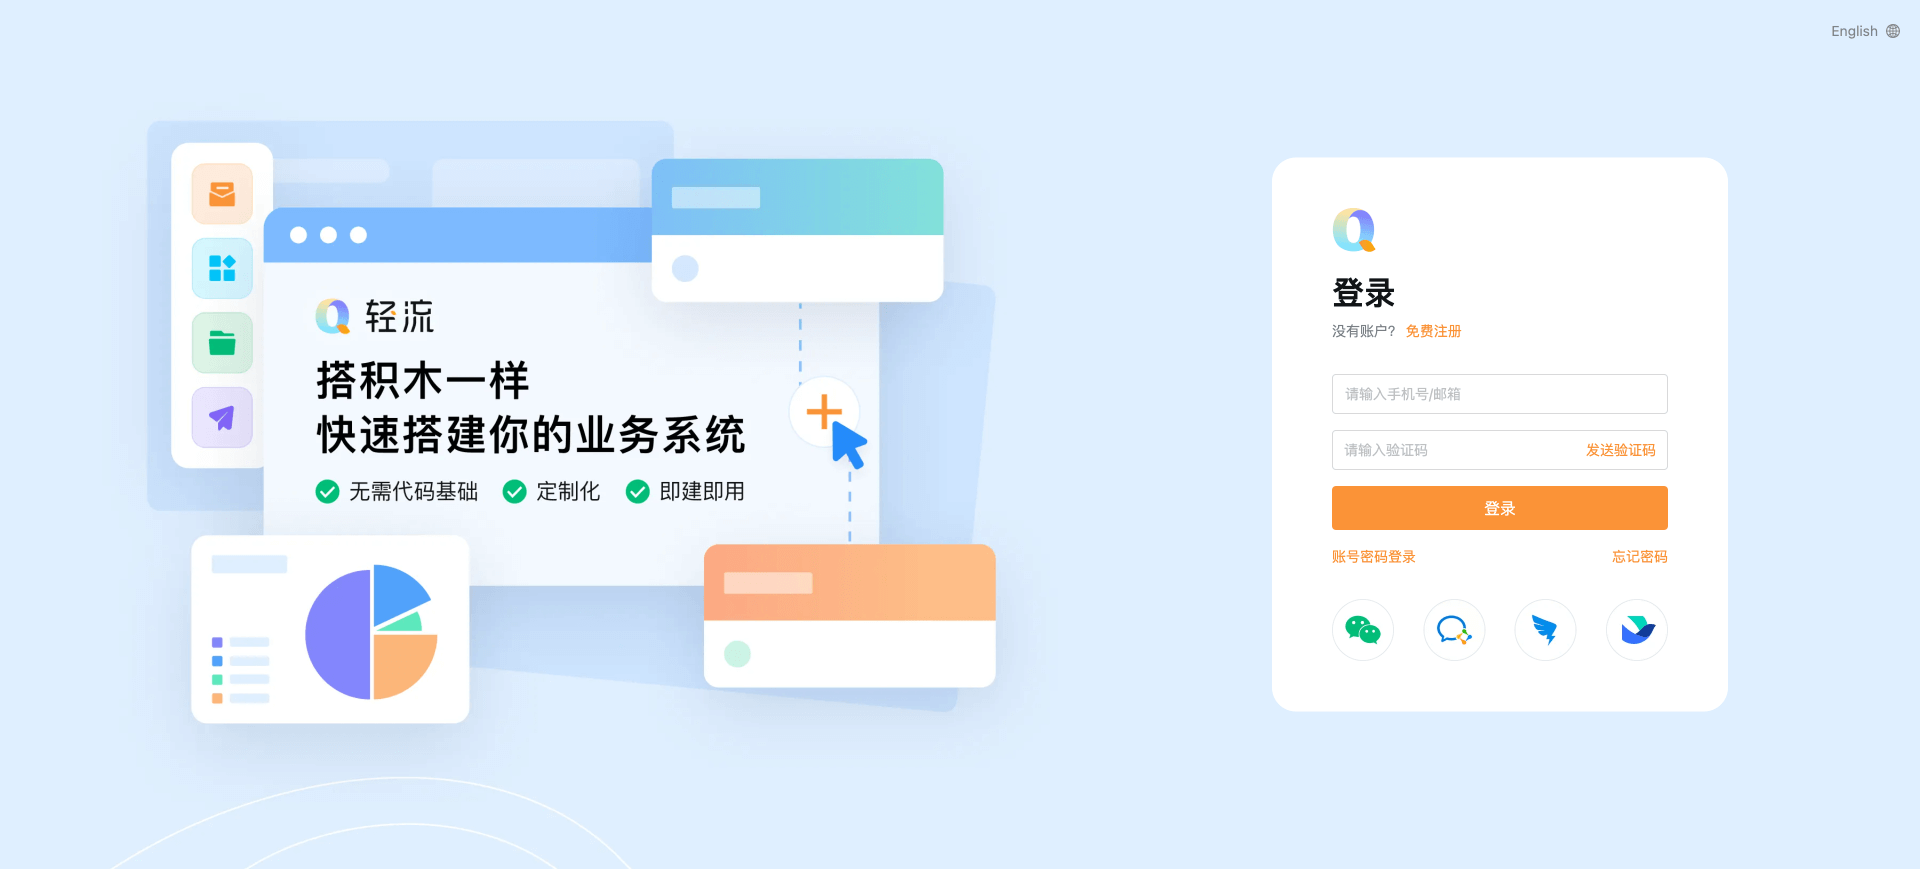 English
轻流
搭积木一样
快速搭建你的业务系统
无需代码基础 定制化 即建即用
登录
没有账户? 免费注册
请输入手机号/邮箱
请输入验证码 发送验证码
登录
账号密码登录 忘记密码